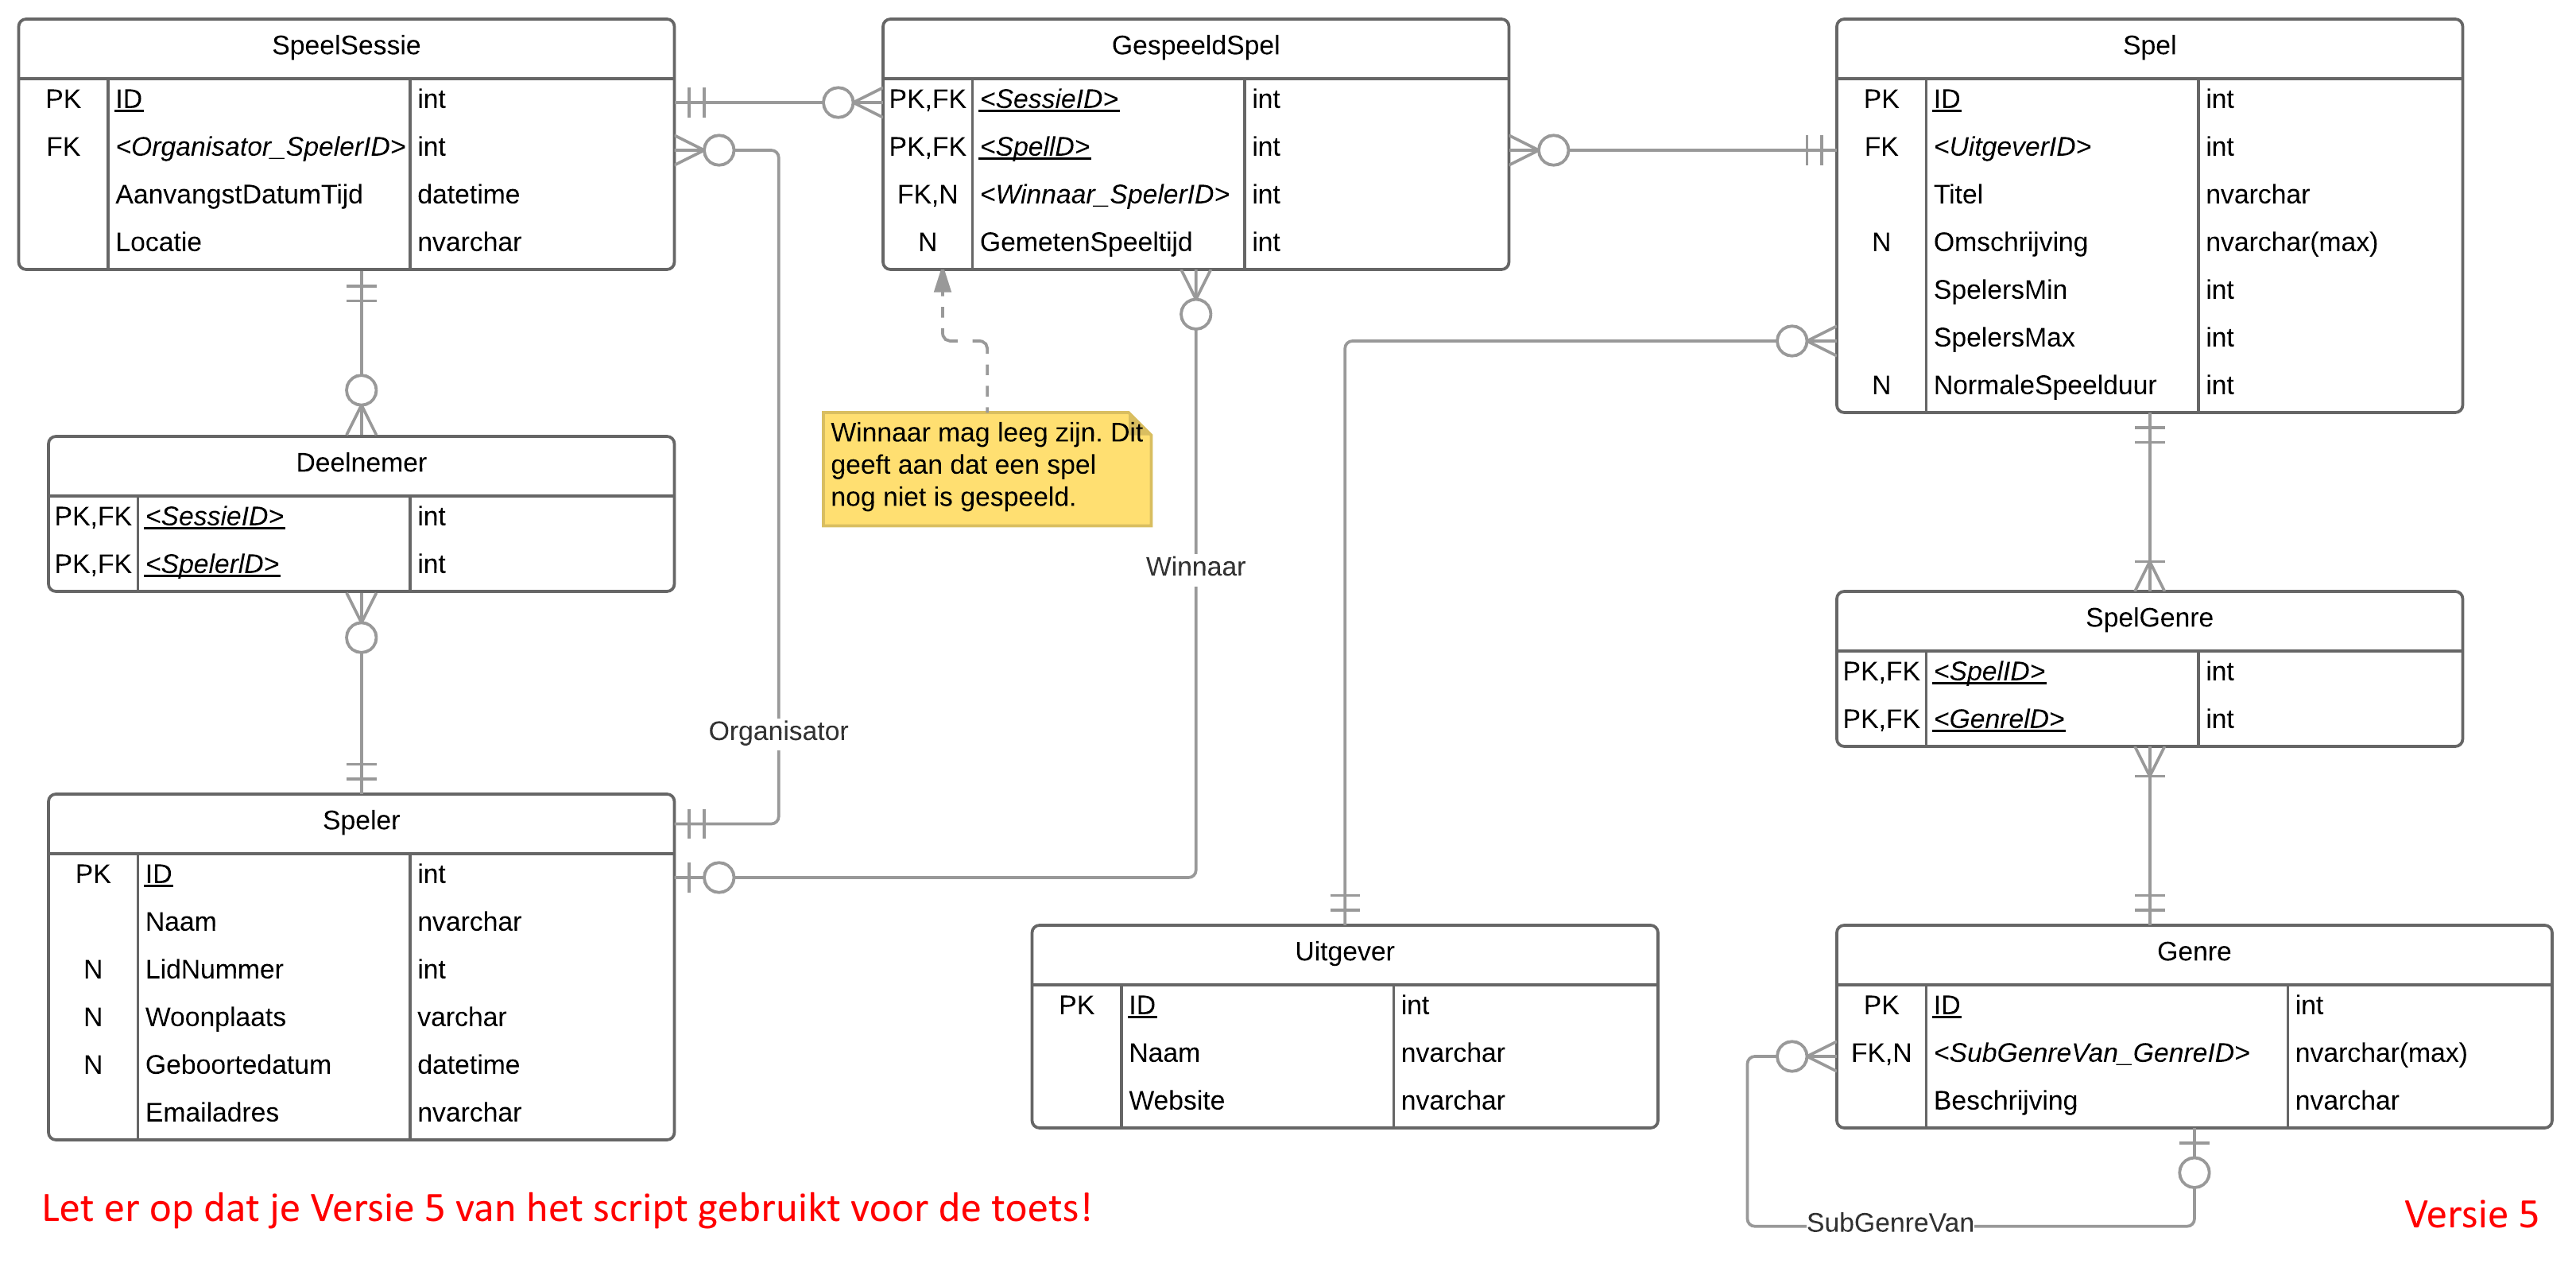 SpeelSessie
PK ID int
FK <Organisator_SpelerID> int
AanvangstDatumTijd datetime
Locatie nvarchar
GespeeldSpel
PK,FK <SessieID> int
PK,FK <SpelID> int
FK,N <Winnaar_SpelerID> int
N GemetenSpeeltijd int
Spel
PK ID int
FK <UitgeverID> int
Titel nvarchar
N Omschrijving nvarchar(max)
SpelersMin int
SpelersMax int
N NormaleSpeelduur int
Deelnemer
PK,FK <SessieID> int
PK,FK <SpelerID> int
Winnaar mag leeg zijn. Dit
geeft aan dat een spel
nog niet is gespeeld.
Winnaar
Organisator
SpelGenre
PK,FK <SpelID> int
PK,FK <GenreID> int
Speler
PK ID int
Naam nvarchar
N LidNummer int
N Woonplaats varchar
N Geboortedatum datetime
Emailadres nvarchar
Uitgever
PK ID int
Naam nvarchar
Website nvarchar
Genre
PK ID int
FK,N <SubGenreVan_GenreID> nvarchar(max)
Beschrijving nvarchar
SubGenreVan
Let er op dat je Versie 5 van het script gebruikt voor de toets!
Versie 5